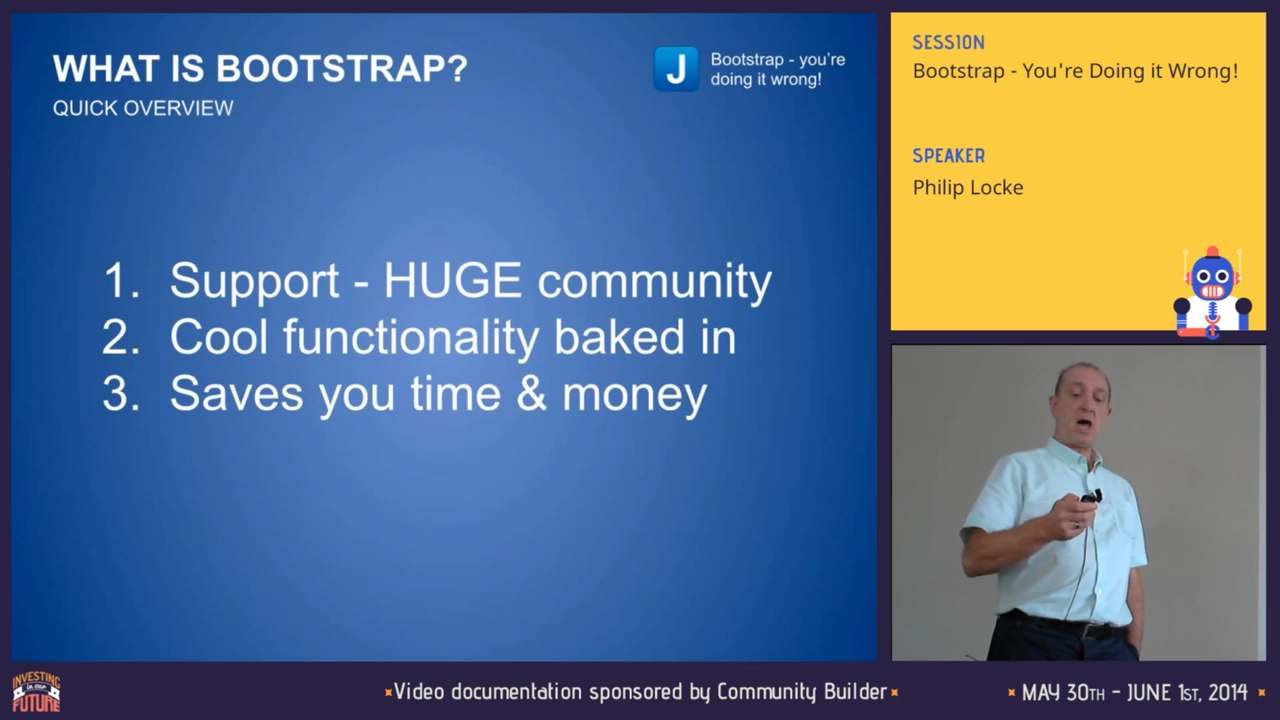 WHAT IS BOOTSTRAP?
QUICK OVERVIEW
J
Bootstrap - you're
doing it wrong!
1. Support - HUGE community
2. Cool functionality baked in
3. Saves you time & money
SESSION
Bootstrap - You're Doing it Wrong!
SPEAKER
Philip Locke
INVESTING
IN OUR
FUTURE
Video documentation sponsored by Community Builder
MAY 30TH - JUNE 1ST, 2014